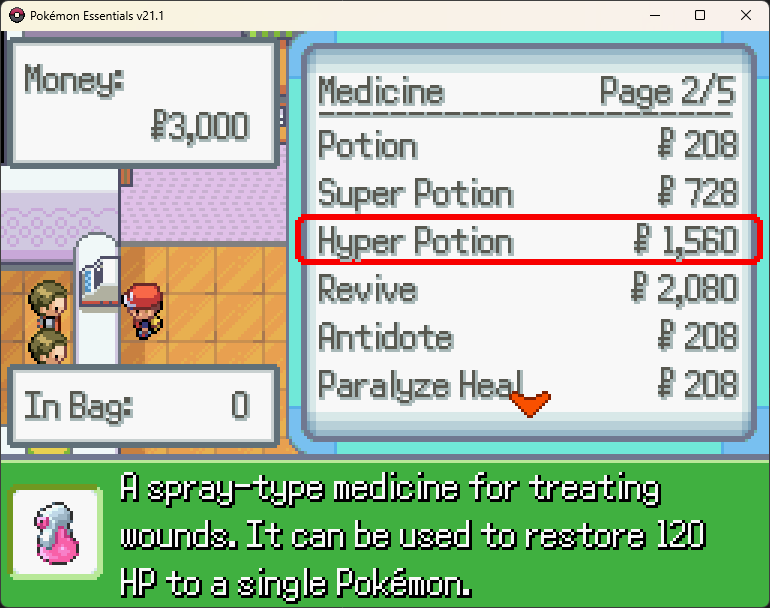 Pokémon Essentials v21.1
Money:
₽3,000
Medicine Page 2/5
Potion ₽ 208
Super Potion ₽ 728
Hyper Potion ₽ 1,560
Revive ₽ 2,080
Antidote ₽ 208
Paralyze Heal ₽ 208
In Bag: 0
A spray-type medicine for treating
wounds. It can be used to restore 120
HP to a single Pokémon.